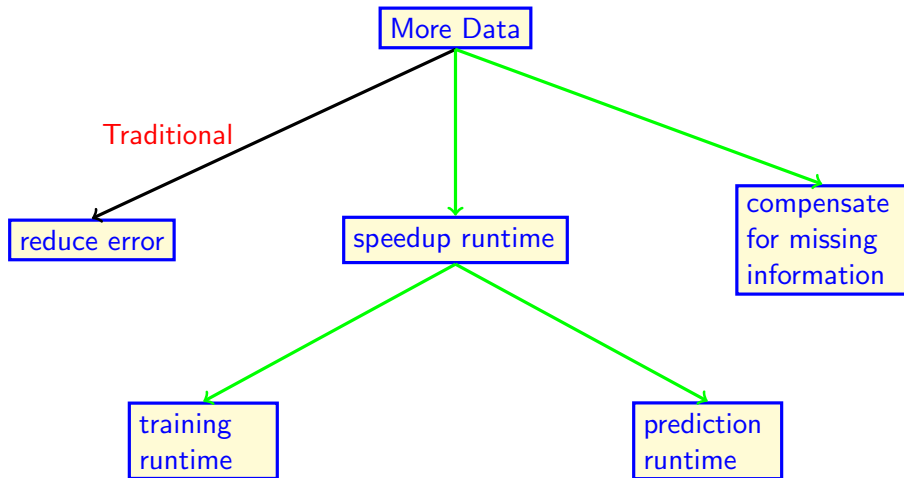 More Data
Traditional
reduce error
speedup runtime
compensate
for missing
information
training
runtime
prediction
runtime